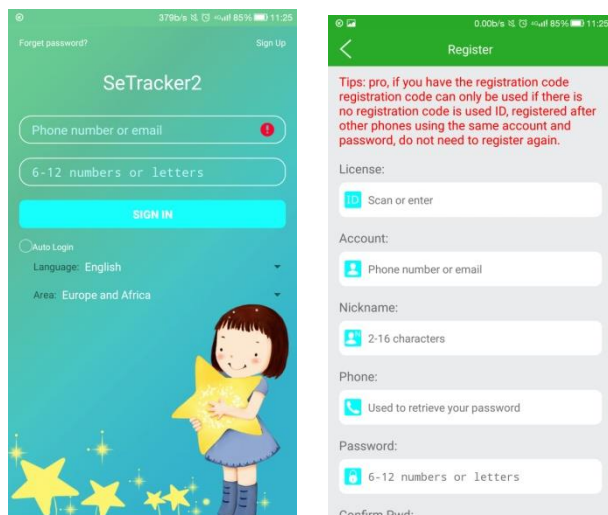 379b/s 4G 85% 11:25
Forget password? Sign Up
SeTracker2
Phone number or email
6-12 numbers or letters
SIGN IN
Auto Login
Language: English
Area: Europe and Africa
0.00b/s 4G 85% 11:25
Register
Tips: pro, if you have the registration code
registration code can only be used if there is
no registration code is used ID, registered after
other phones using the same account and
password, do not need to register again.
License:
ID Scan or enter
Account:
Phone number or email
Nickname:
2-16 characters
Phone:
Used to retrieve your password
Password:
6-12 numbers or letters
Confirm Pwd: